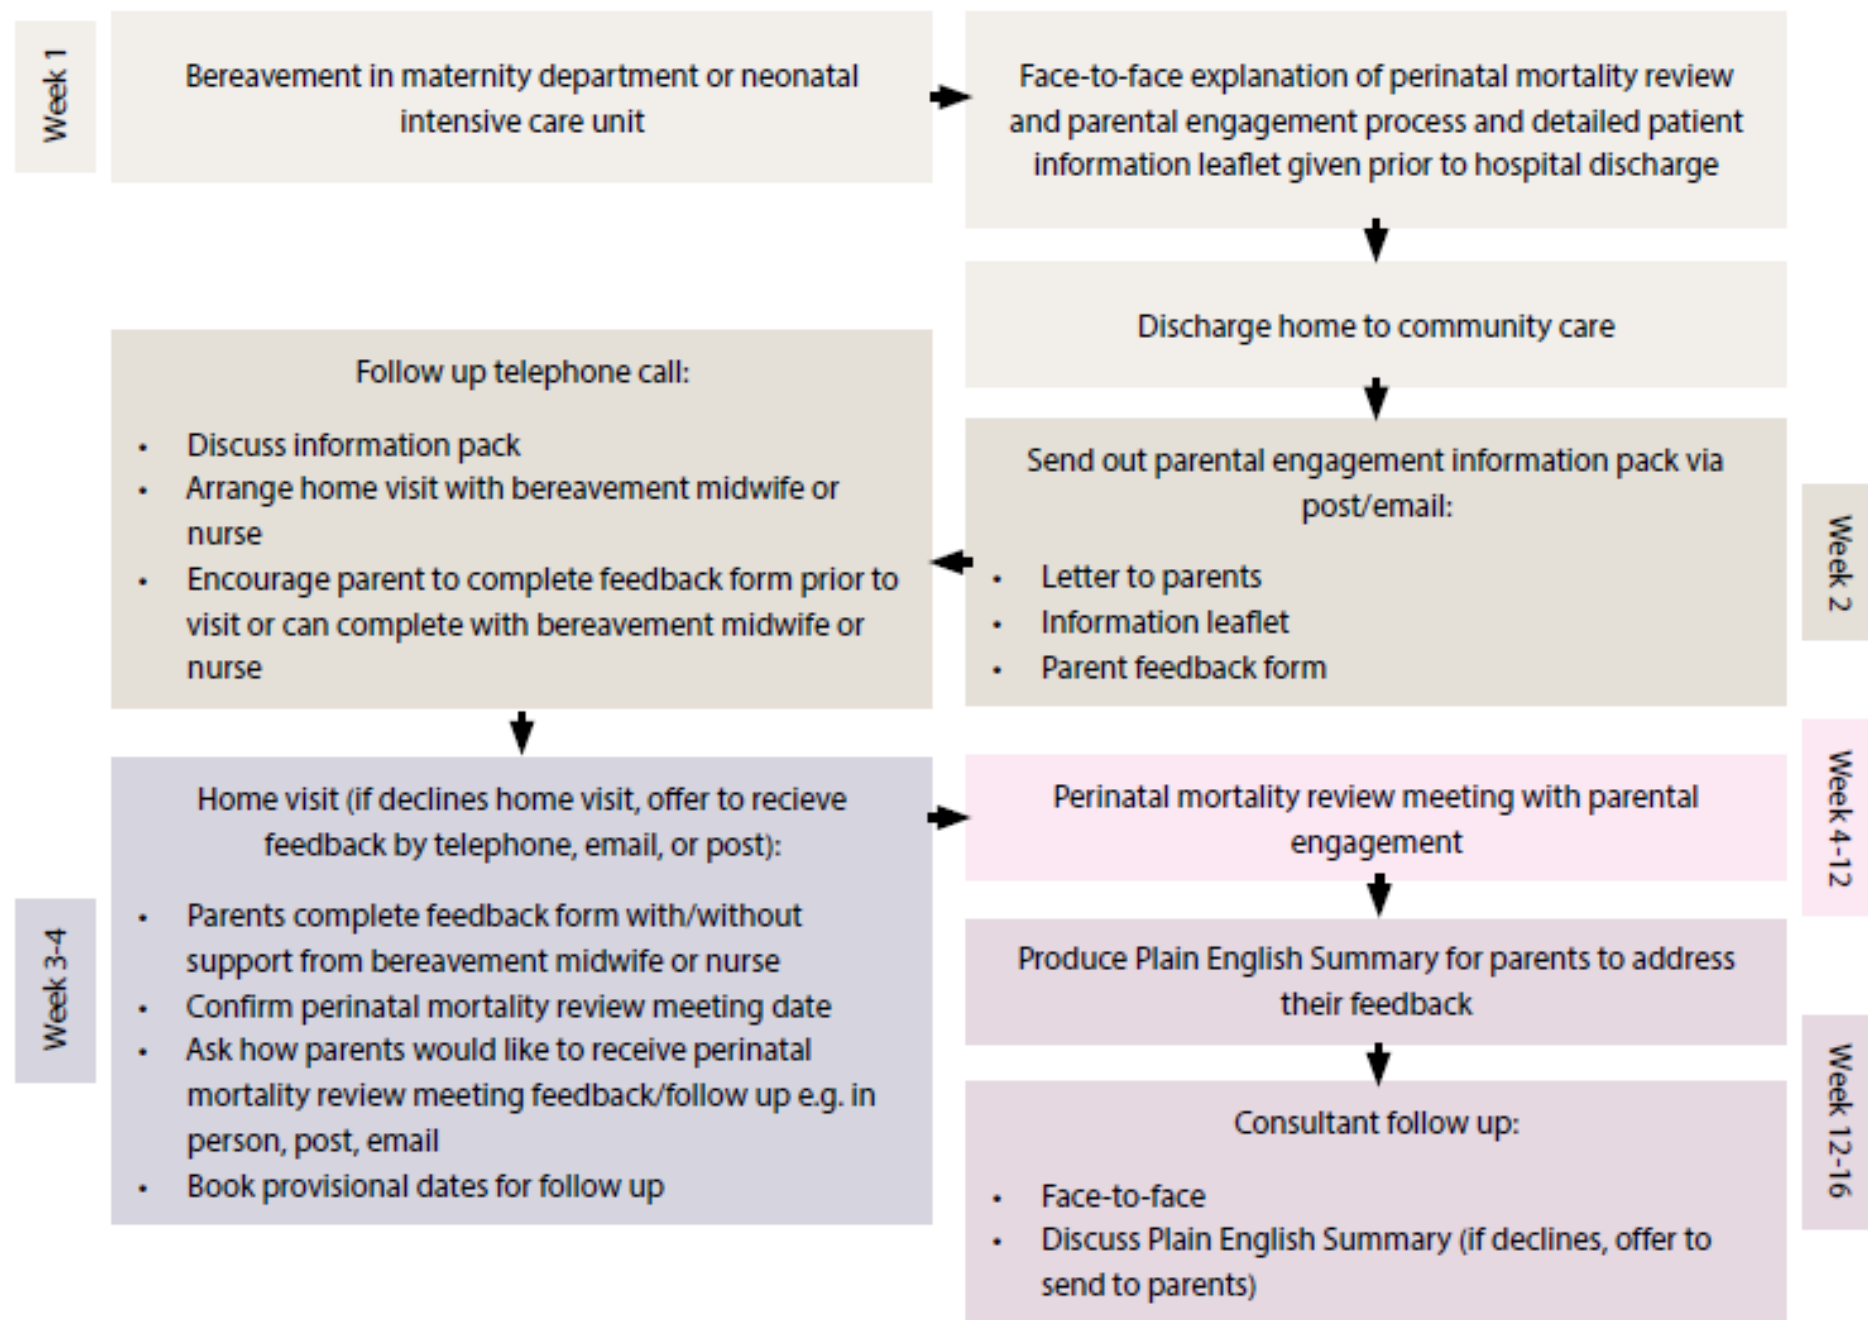 Week 1
Bereavement in maternity department or neonatal
intensive care unit
Face-to-face explanation of perinatal mortality review
and parental engagement process and detailed patient
information leaflet given prior to hospital discharge
Discharge home to community care
Week 2
Send out parental engagement information pack via
post/email:
• Letter to parents
• Information leaflet
• Parent feedback form
Follow up telephone call:
• Discuss information pack
• Arrange home visit with bereavement midwife or
nurse
• Encourage parent to complete feedback form prior to
visit or can complete with bereavement midwife or
nurse
Week 3-4
Home visit (if declines home visit, offer to recieve
feedback by telephone, email, or post):
• Parents complete feedback form with/without
support from bereavement midwife or nurse
• Confirm perinatal mortality review meeting date
• Ask how parents would like to receive perinatal
mortality review meeting feedback/follow up e.g. in
person, post, email
• Book provisional dates for follow up
Week 4-12
Perinatal mortality review meeting with parental
engagement
Week 12-16
Produce Plain English Summary for parents to address
their feedback
Consultant follow up:
• Face-to-face
• Discuss Plain English Summary (if declines, offer to
send to parents)